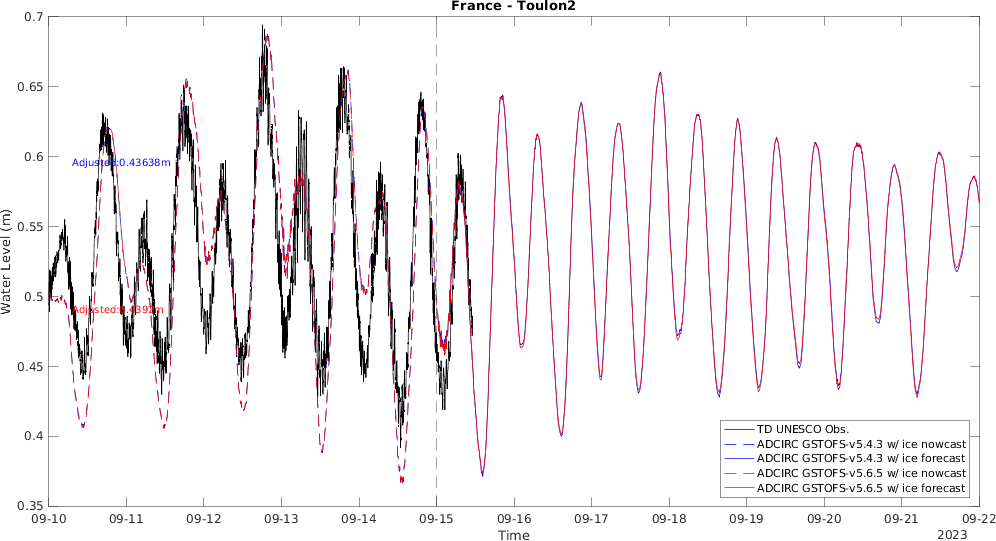 France - Toulon2
0.7
0.65
0.6
0.55
0.5
0.45
0.4
0.35
Water Level (m)
Adjusted:0.43638m
Adjusted:0.4392m
TD UNESCO Obs.
ADCIRC GSTOFS-v5.4.3 w/ ice nowcast
ADCIRC GSTOFS-v5.4.3 w/ ice forecast
ADCIRC GSTOFS-v5.6.5 w/ ice nowcast
ADCIRC GSTOFS-v5.6.5 w/ ice forecast
09-10 09-11 09-12 09-13 09-14 09-15 09-16 09-17 09-18 09-19 09-20 09-21 09-22
Time
2023